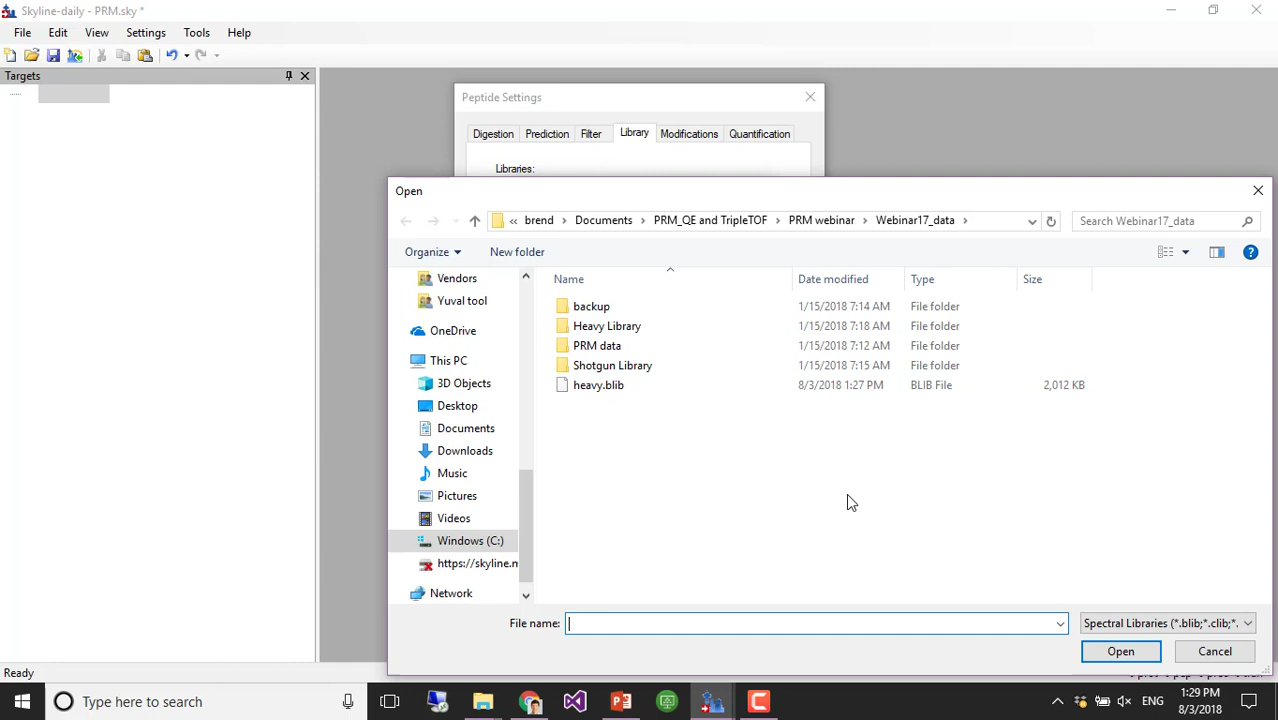 Skyline-daily - PRM.sky *
File Edit View Settings Tools Help
Targets
Peptide Settings
Digestion Prediction Filter Library Modifications Quantification
Libraries:
Open
« brend › Documents › PRM_QE and TripleTOF › PRM webinar › Webinar17_data ›
Search Webinar17_data
Organize New folder
Name Date modified Type Size
Vendors
Yuval tool
OneDrive
This PC
3D Objects
Desktop
Documents
Downloads
Music
Pictures
Videos
Windows (C:)
https://skyline.m
Network
backup 1/15/2018 7:14 AM File folder
Heavy Library 1/15/2018 7:18 AM File folder
PRM data 1/15/2018 7:12 AM File folder
Shotgun Library 1/15/2018 7:15 AM File folder
heavy.blib 8/3/2018 1:27 PM BLIB File 2,012 KB
File name:
Spectral Libraries (*.blib;*.clib;*.
Open Cancel
Ready
Type here to search
ENG
1:29 PM
8/3/2018